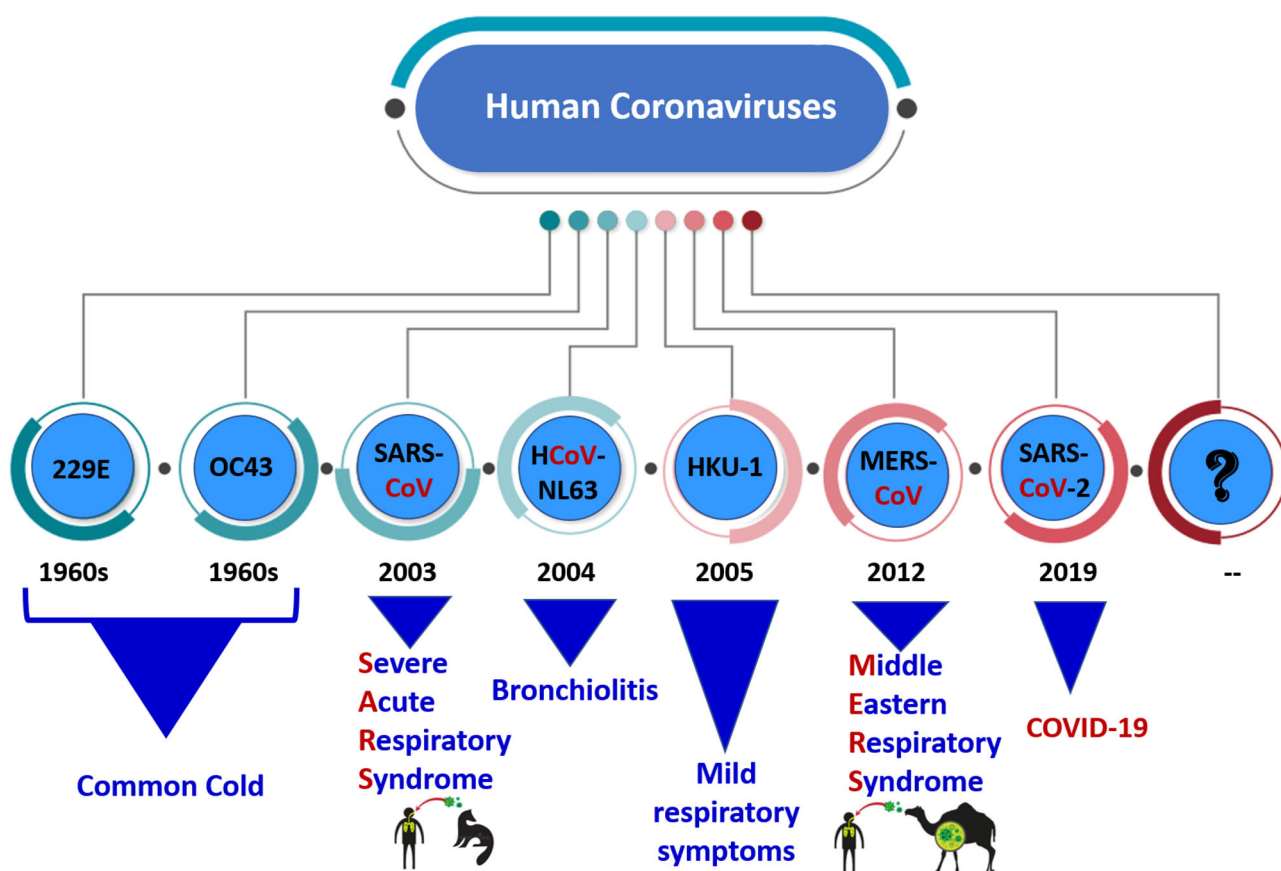 Human Coronaviruses
229E
OC43
SARS-
CoV
HCoV-
NL63
HKU-1
MERS-
CoV
SARS-
CoV-2
?
1960s
1960s
2003
2004
2005
2012
2019
--
Common Cold
Severe
Acute
Respiratory
Syndrome
Bronchiolitis
Mild
respiratory
symptoms
Middle
Eastern
Respiratory
Syndrome
COVID-19